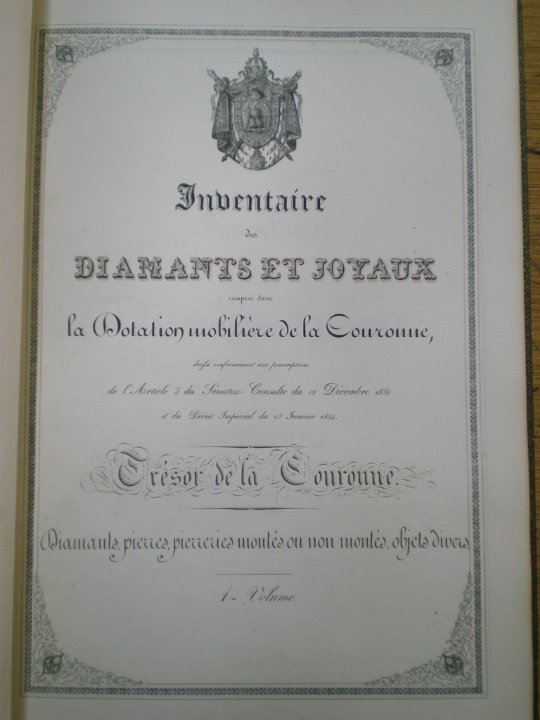 Inventaire
des
DIAMANTS ET JOYAUX
compris dans
la Dotation mobilière de la Couronne,
dressé conformément aux prescriptions
de l'Article 5 du Sénatus-Consulte du 12 Décembre 1852
et du Décret Impérial du 25 Janvier 1854.
Trésor de la Couronne.
Diamants, pierres, pierreries montés ou non montés, objets divers.
1er Volume.